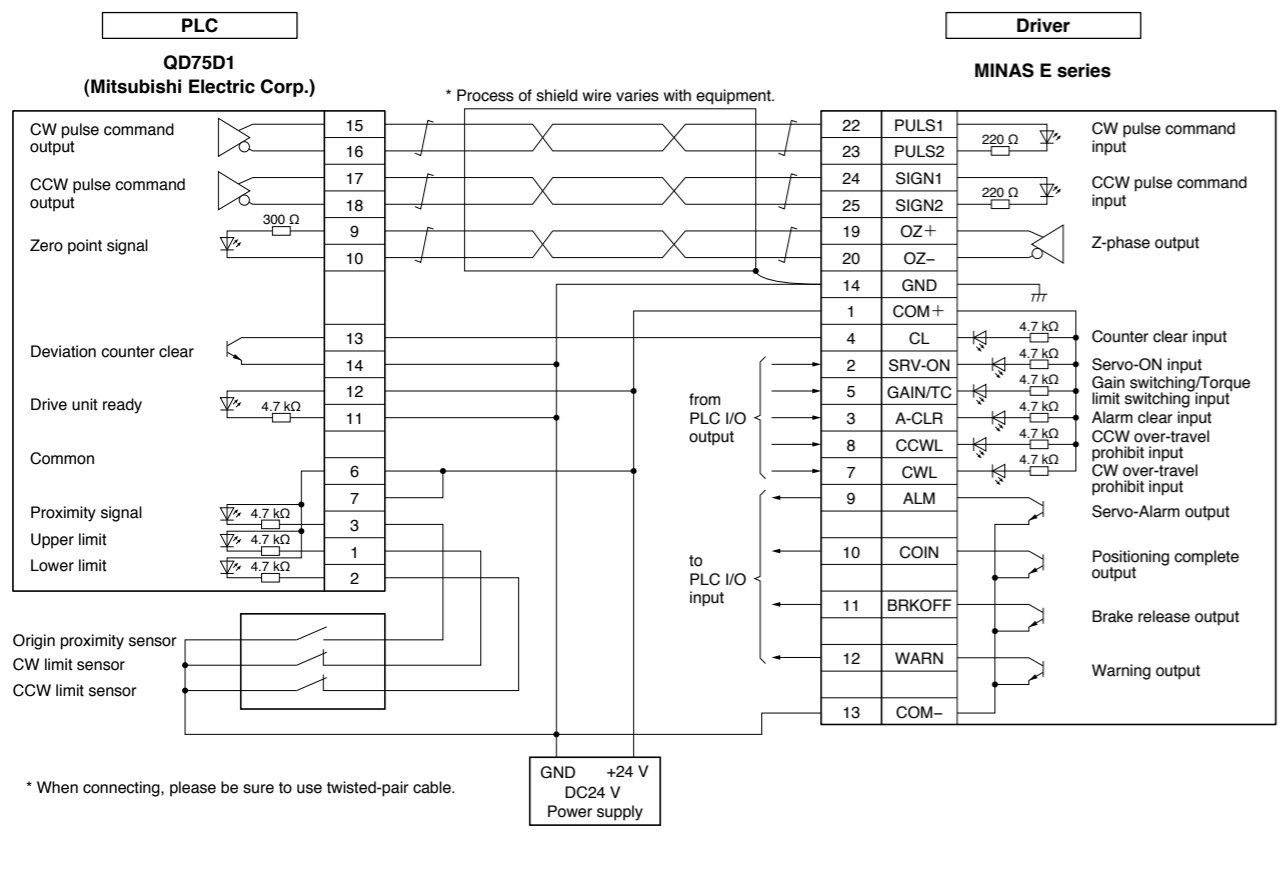 PLC
Driver
QD75D1
(Mitsubishi Electric Corp.)
MINAS E series
* Process of shield wire varies with equipment.
CW pulse command
output
15
16
22 PULS1
23 PULS2
220 Ω
CW pulse command
input
CCW pulse command
output
17
18
24 SIGN1
25 SIGN2
220 Ω
CCW pulse command
input
Zero point signal
300 Ω
9
10
19 OZ+
20 OZ−
Z-phase output
14 GND
1 COM+
Deviation counter clear
13
14
4 CL
4.7 kΩ
Counter clear input
2 SRV-ON
4.7 kΩ
Servo-ON input
Drive unit ready
4.7 kΩ
12
11
from
PLC I/O
output
5 GAIN/TC
4.7 kΩ
Gain switching/Torque
limit switching input
3 A-CLR
4.7 kΩ
Alarm clear input
8 CCWL
4.7 kΩ
CCW over-travel
prohibit input
7 CWL
4.7 kΩ
CW over-travel
prohibit input
Common
6
7
Proximity signal
4.7 kΩ
3
Upper limit
4.7 kΩ
1
Lower limit
4.7 kΩ
2
to
PLC I/O
input
9 ALM
Servo-Alarm output
10 COIN
Positioning complete
output
11 BRKOFF
Brake release output
12 WARN
Warning output
13 COM−
Origin proximity sensor
CW limit sensor
CCW limit sensor
GND +24 V
DC24 V
Power supply
* When connecting, please be sure to use twisted-pair cable.